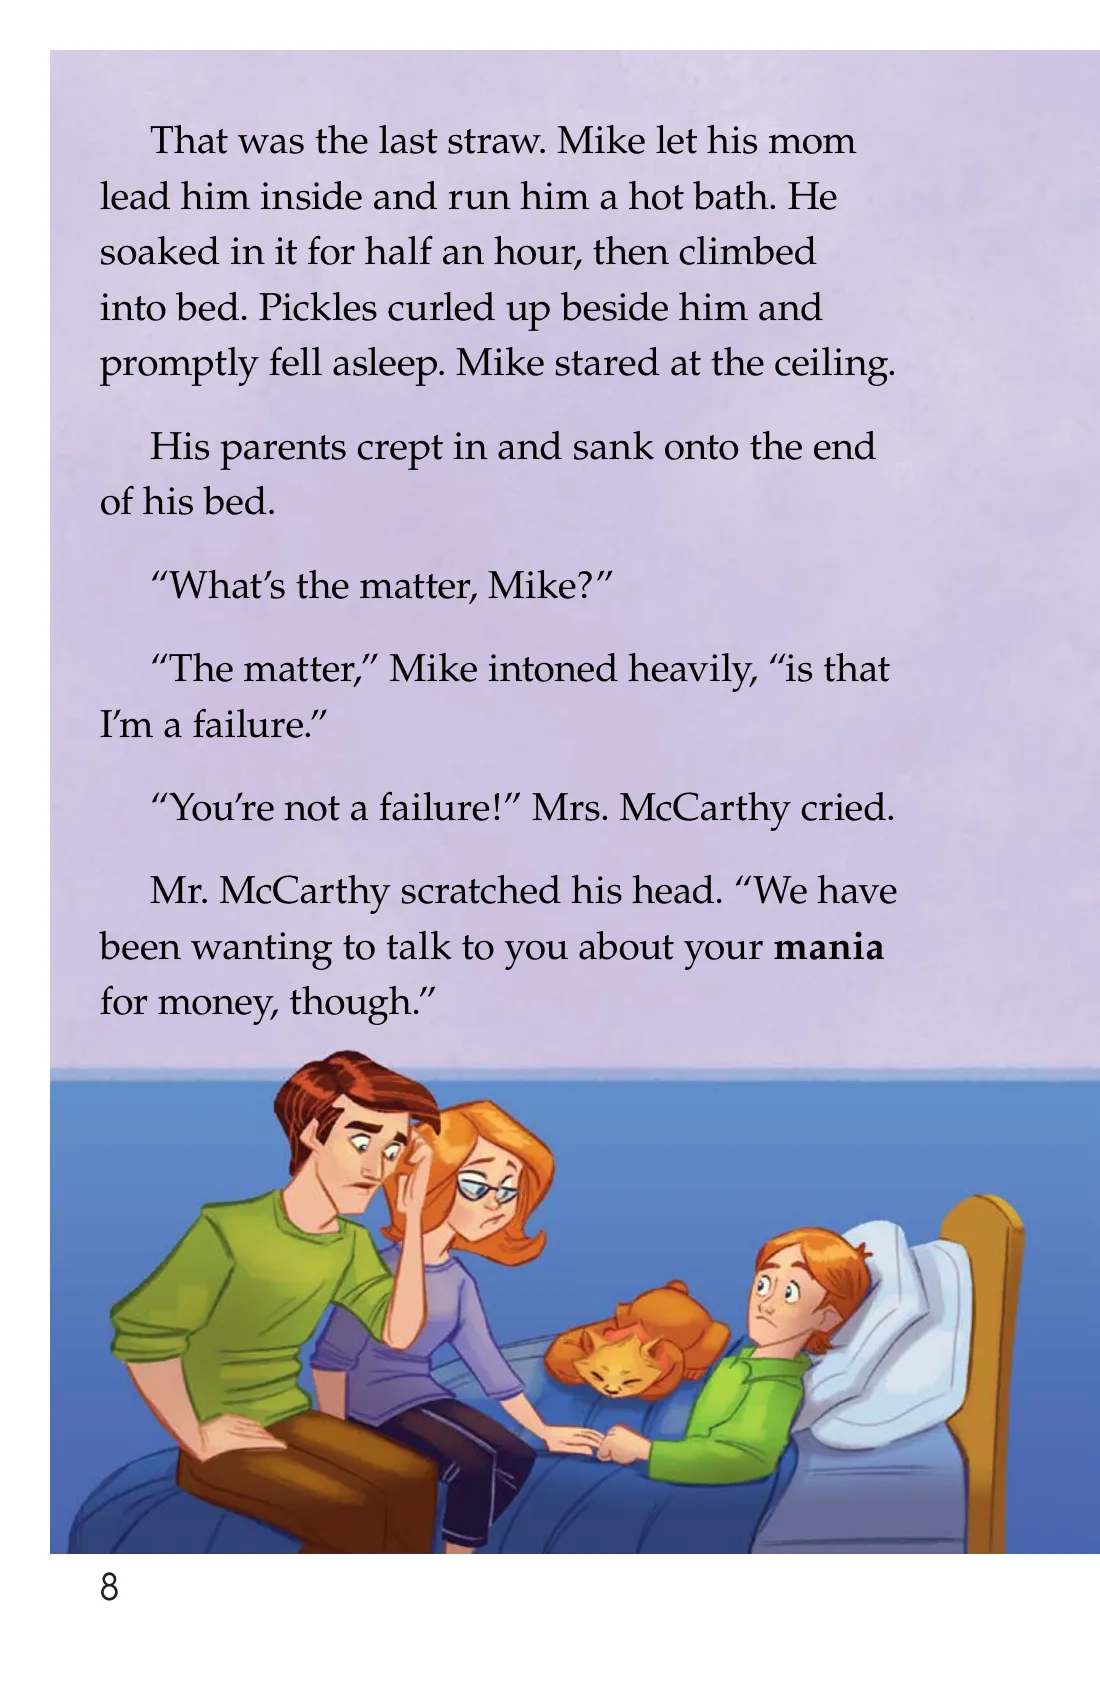 That was the last straw. Mike let his mom
lead him inside and run him a hot bath. He
soaked in it for half an hour, then climbed
into bed. Pickles curled up beside him and
promptly fell asleep. Mike stared at the ceiling.
His parents crept in and sank onto the end
of his bed.
“What’s the matter, Mike?”
“The matter,” Mike intoned heavily, “is that
I’m a failure.”
“You’re not a failure!” Mrs. McCarthy cried.
Mr. McCarthy scratched his head. “We have
been wanting to talk to you about your mania
for money, though.”
8